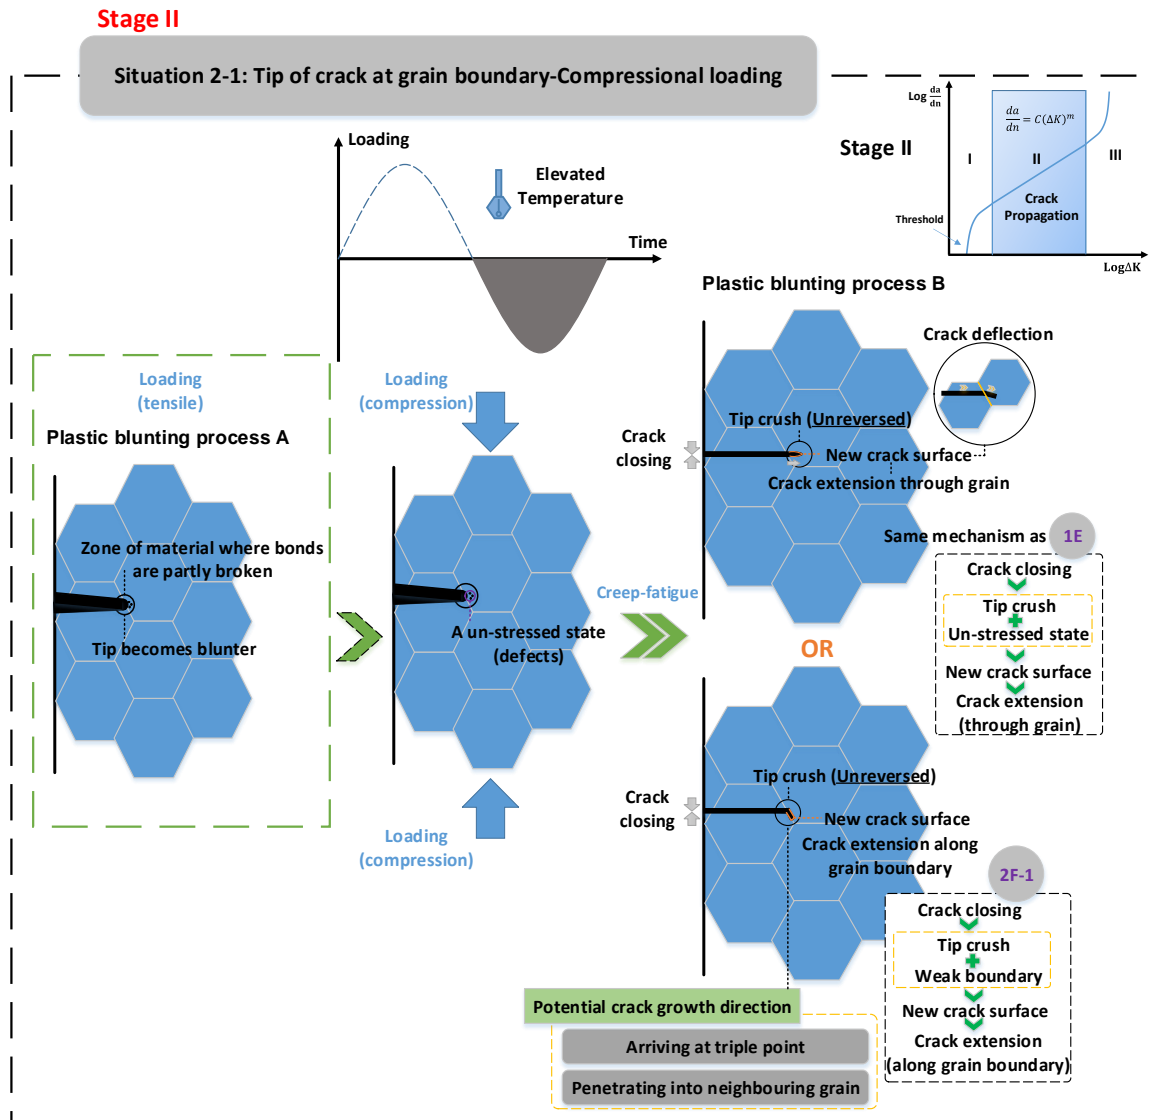 Stage II
Situation 2-1: Tip of crack at grain boundary-Compressional loading
Loading
Elevated
Temperature
Time
Log da/dn
da/dn = C(ΔK)^m
Stage II
I
II
III
Crack
Propagation
Threshold
LogΔK
Loading
(tensile)
Plastic blunting process A
Zone of material where bonds
are partly broken
Tip becomes blunter
Loading
(compression)
A un-stressed state
(defects)
Loading
(compression)
Creep-fatigue
Plastic blunting process B
Crack deflection
Tip crush (Unreversed)
Crack
closing
New crack surface
Crack extension through grain
Same mechanism as
1E
Crack closing
Tip crush
Un-stressed state
New crack surface
Crack extension
(through grain)
OR
Tip crush (Unreversed)
Crack
closing
New crack surface
Crack extension along
grain boundary
2F-1
Crack closing
Tip crush
Weak boundary
New crack surface
Crack extension
(along grain boundary)
Potential crack growth direction
Arriving at triple point
Penetrating into neighbouring grain